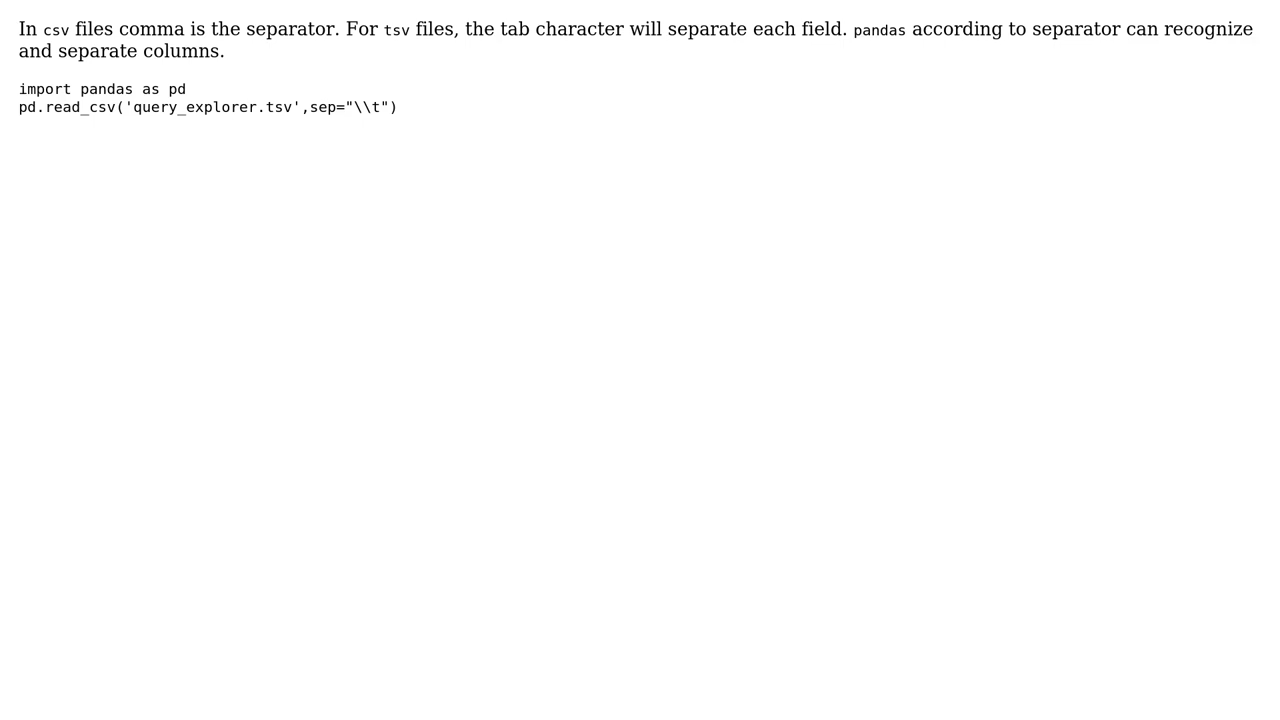 In csv files comma is the separator. For tsv files, the tab character will separate each field. pandas according to separator can recognize
and separate columns.
import pandas as pd
pd.read_csv('query_explorer.tsv',sep="\\t")